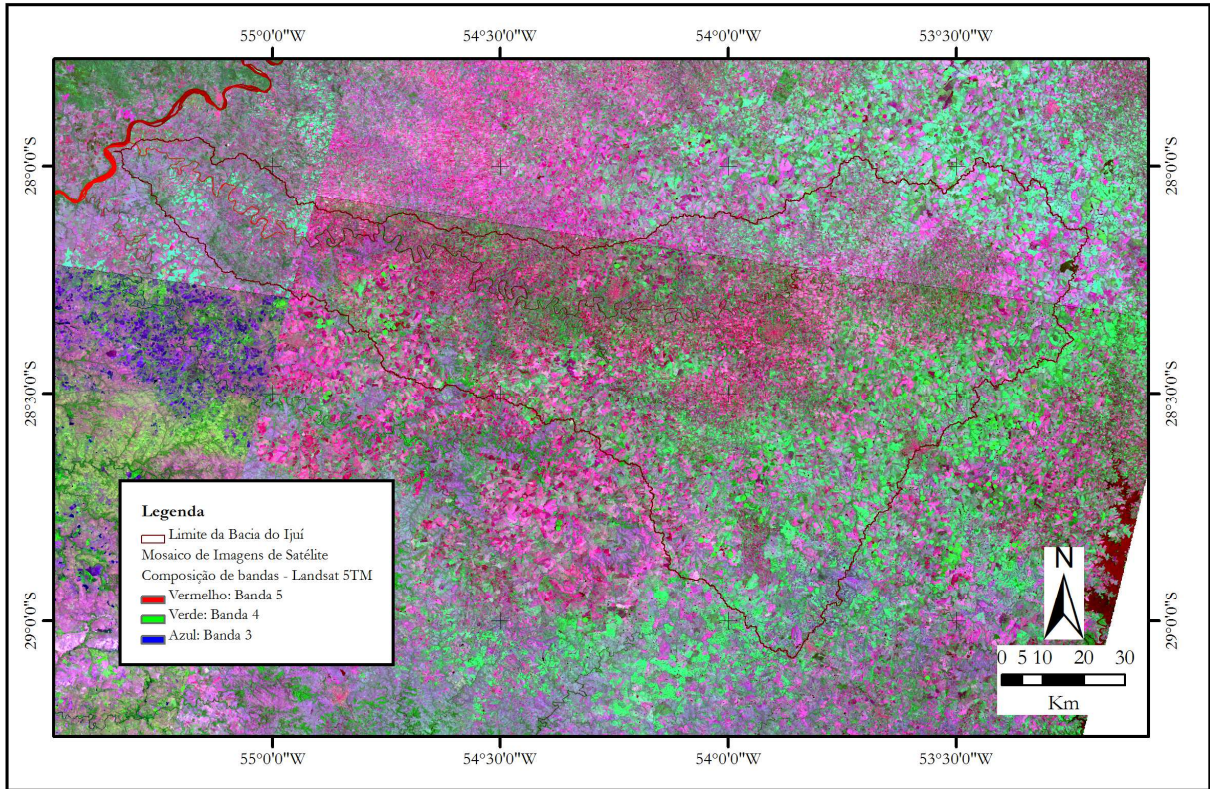 55°0'0"W 54°30'0"W 54°0'0"W 53°30'0"W
28°0'0"S 28°0'0"S
28°30'0"S 28°30'0"S
29°0'0"S 29°0'0"S
Legenda
Limite da Bacia do Ijuí
Mosaico de Imagens de Satélite
Composição de bandas - Landsat 5TM
Vermelho: Banda 5
Verde: Banda 4
Azul: Banda 3
N
0 5 10 20 30
Km
55°0'0"W 54°30'0"W 54°0'0"W 53°30'0"W